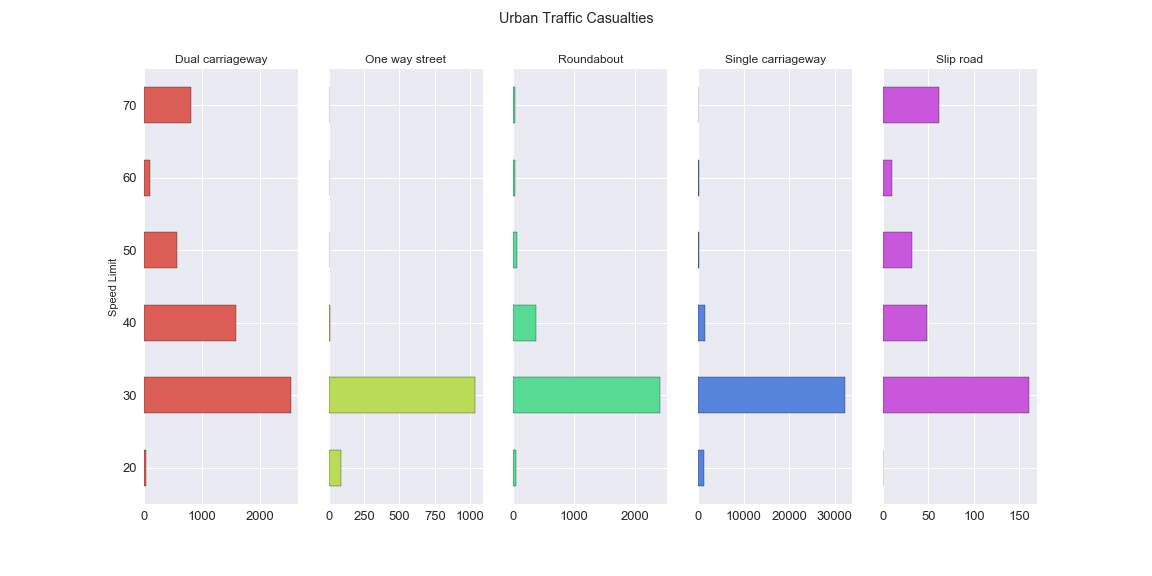 Urban Traffic Casualties
Dual carriageway
One way street
Roundabout
Single carriageway
Slip road
Speed Limit
70
60
50
40
30
20
0 1000 2000
0 250 500 750 1000
0 1000 2000
0 10000 20000 30000
0 50 100 150